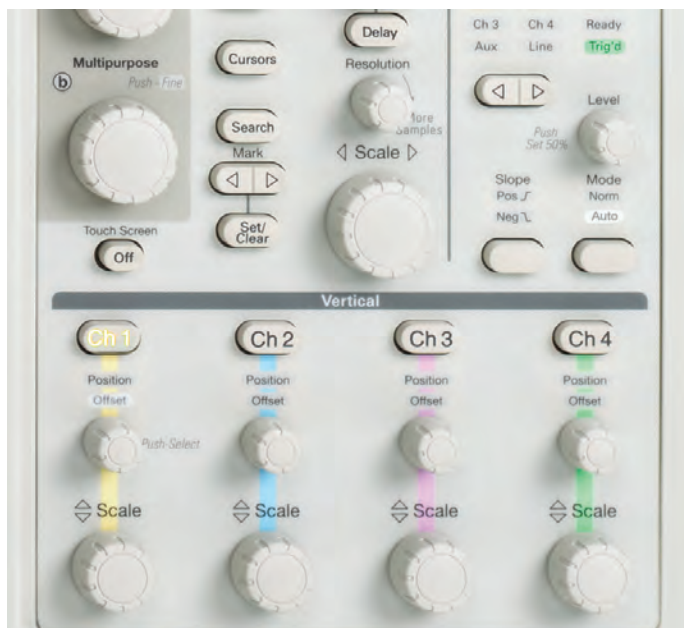 Delay
Ch 3 Ch 4 Ready
Aux Line Trig'd
Multipurpose
b Push - Fine
Cursors
Resolution
More
Samples
Level
Push
Set 50%
Search
Mark
Scale
Slope Mode
Pos Norm
Neg Auto
Set/
Clear
Touch Screen
Off
Vertical
Ch 1 Ch 2 Ch 3 Ch 4
Position Position Position Position
Offset Offset Offset Offset
Push-Select
Scale Scale Scale Scale